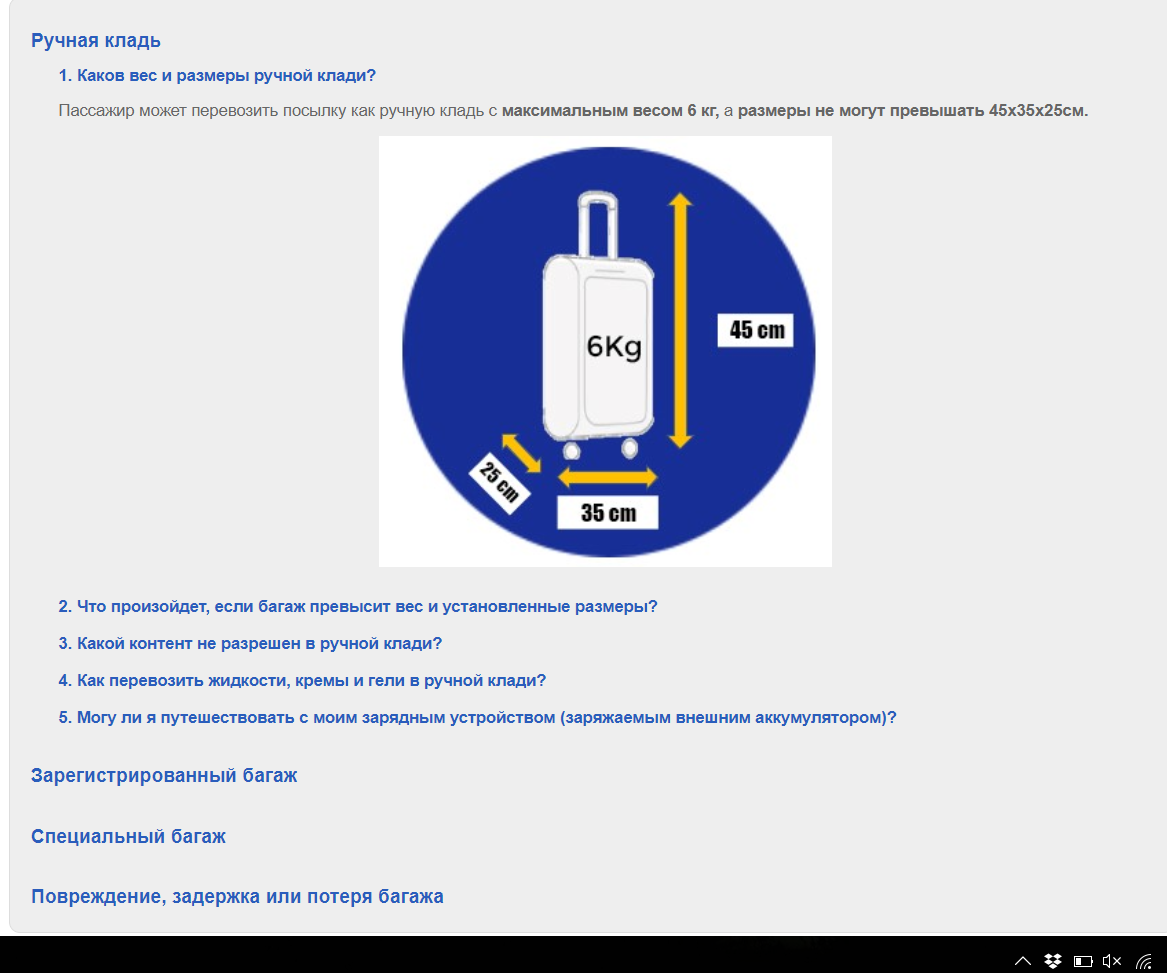 Ручная кладь
1. Каков вес и размеры ручной клади?
Пассажир может перевозить посылку как ручную кладь с максимальным весом 6 кг, а размеры не могут превышать 45x35x25см.
6Kg
45 cm
25 cm
35 cm
2. Что произойдет, если багаж превысит вес и установленные размеры?
3. Какой контент не разрешен в ручной клади?
4. Как перевозить жидкости, кремы и гели в ручной клади?
5. Могу ли я путешествовать с моим зарядным устройством (заряжаемым внешним аккумулятором)?
Зарегистрированный багаж
Специальный багаж
Повреждение, задержка или потеря багажа